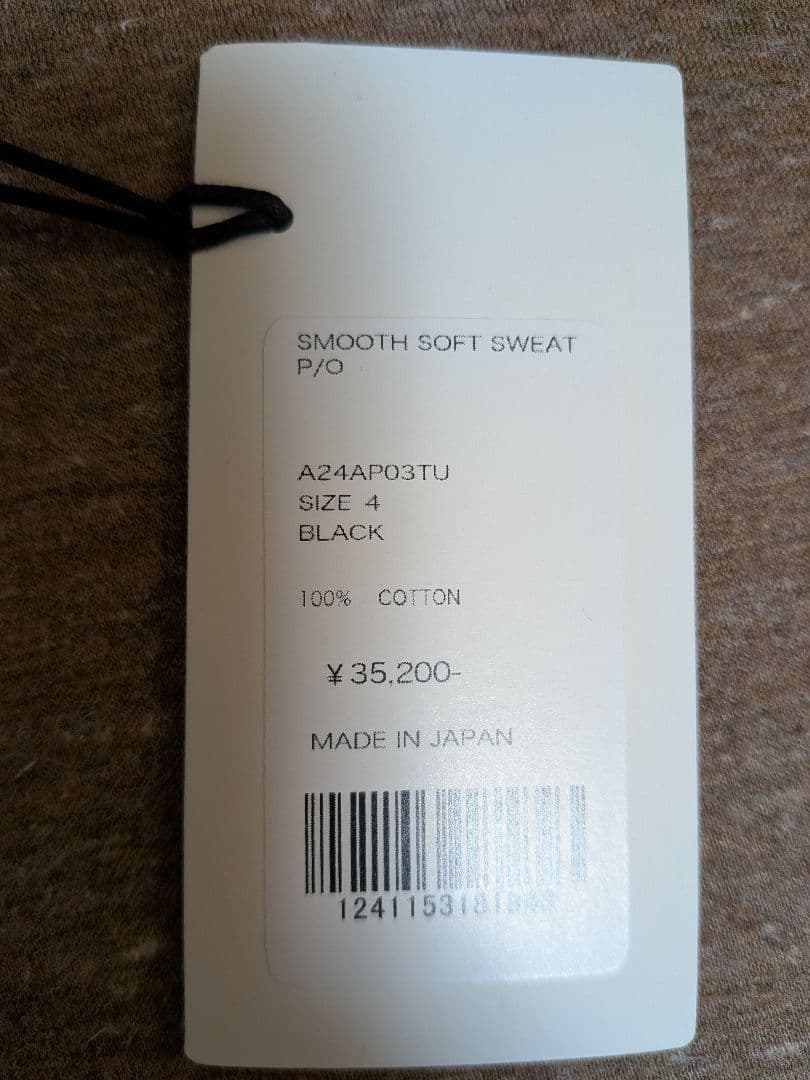 SMOOTH SOFT SWEAT
P/O
A24AP03TU
SIZE 4
BLACK
100% COTTON
¥35,200-
MADE IN JAPAN